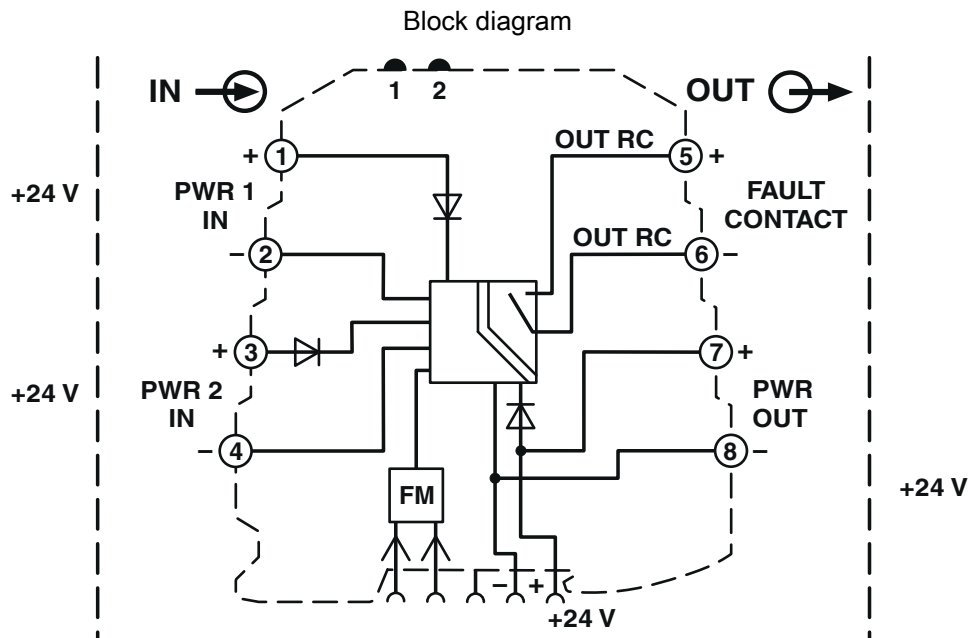 Block diagram
IN
1 2
OUT
+ 1
OUT RC
5 +
+24 V
PWR 1
IN
FAULT
CONTACT
– 2
OUT RC
6 –
+ 3
7 +
+24 V
PWR 2
IN
PWR
OUT
– 4
8 –
FM
+24 V
– +
+24 V